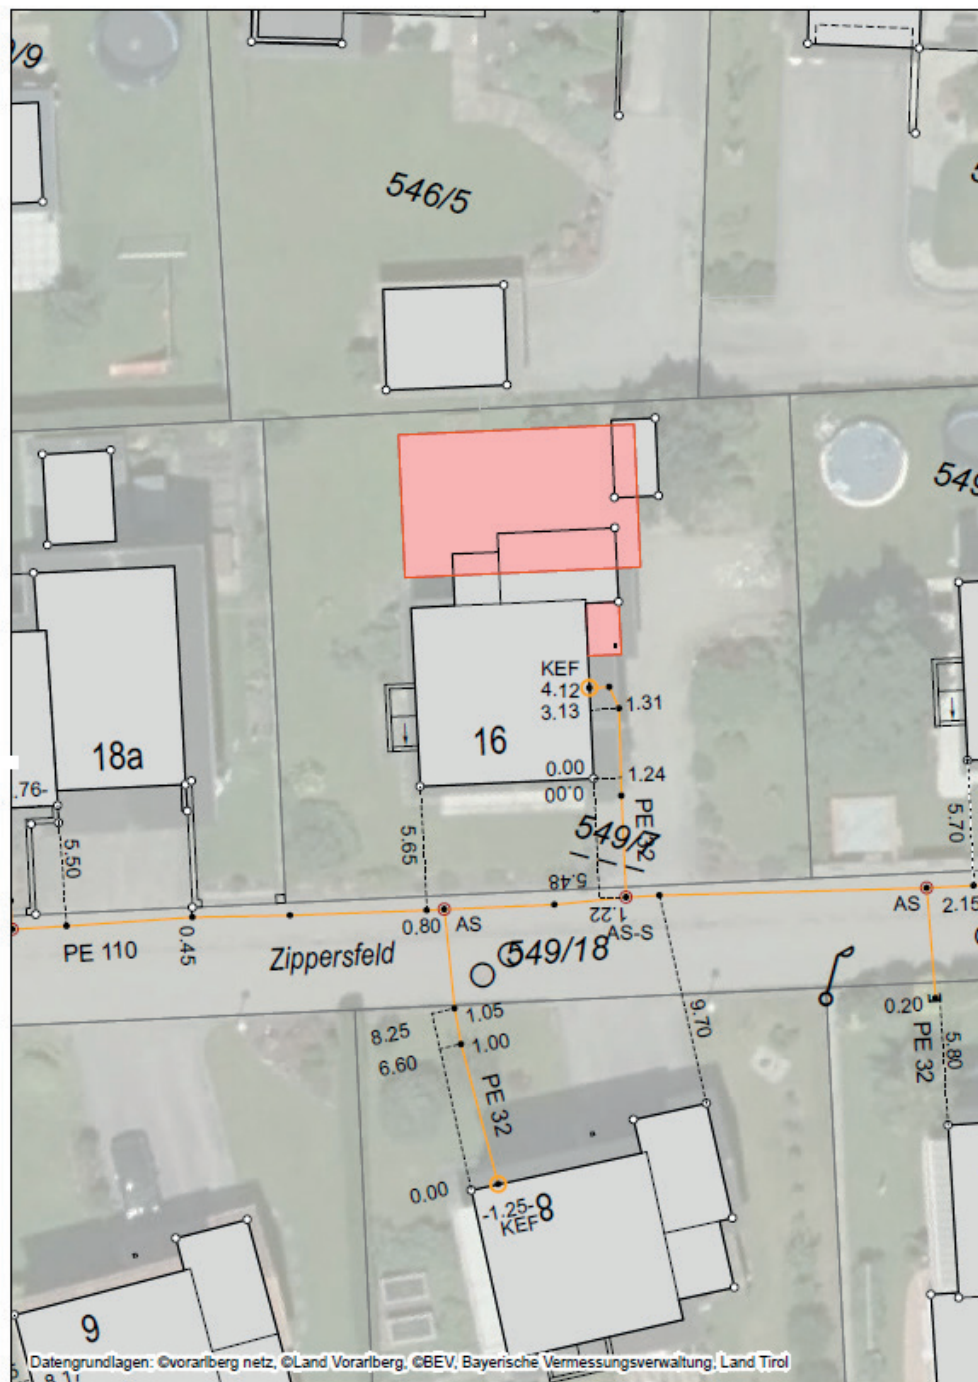 /9
546/5
549
KEF
4.12
3.13
1.31
16
18a
0.00
0.00
1.24
.76-
PE 32
549/7
5.50
5.65
5.48
5.70
0.80
AS
1.22
AS-S
AS
2.15
PE 110
0.45
Zippersfeld
549/18
9.70
0.20
PE 32
5.80
8.25
1.05
6.60
1.00
PE 32
0.00
-1.25-
KEF
8
9
Datengrundlagen: ©vorarlberg netz, ©Land Vorarlberg, ©BEV, Bayerische Vermessungsverwaltung, Land Tirol